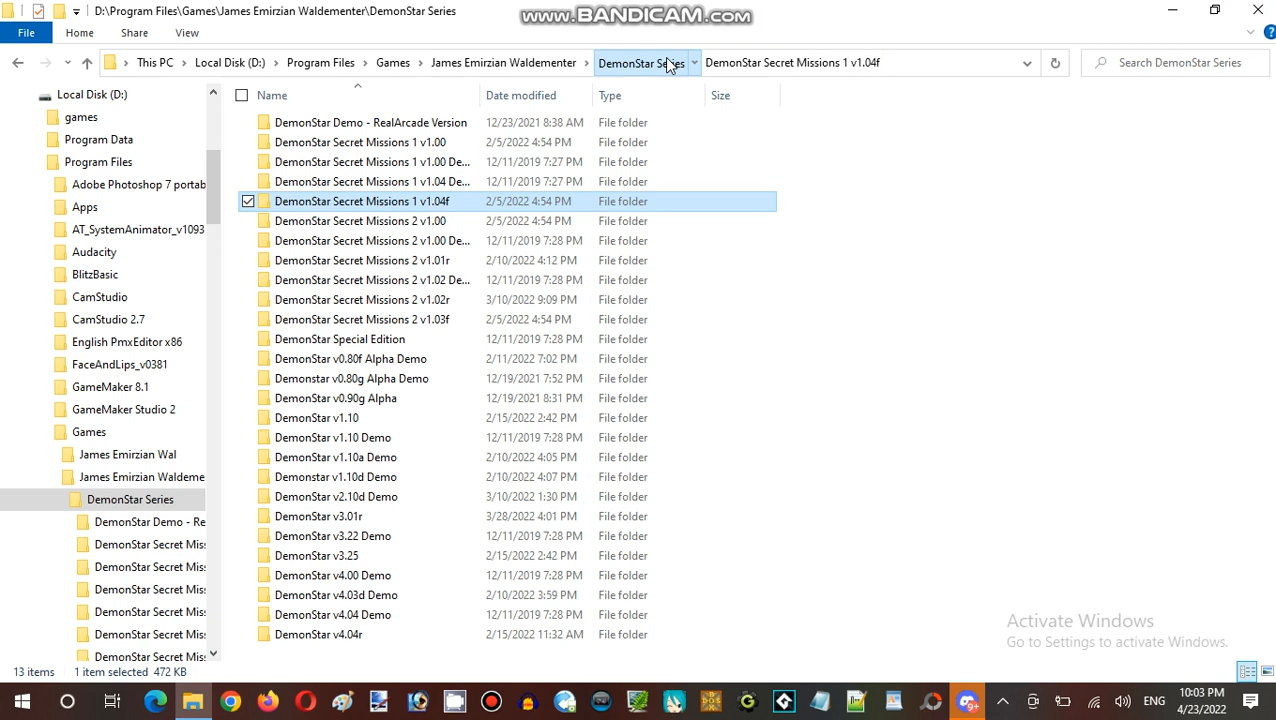 D:\Program Files\Games\James Emirzian Waldementer\DemonStar Series
www.BANDICAM.com
File Home Share View
This PC Local Disk (D:) Program Files Games James Emirzian Waldementer DemonStar Series DemonStar Secret Missions 1 v1.04f Search DemonStar Series
Local Disk (D:)
games
Program Data
Program Files
Adobe Photoshop 7 portab
Apps
AT_SystemAnimator_v1093
Audacity
BlitzBasic
CamStudio
CamStudio 2.7
English PmxEditor x86
FaceAndLips_v0381
GameMaker 8.1
GameMaker Studio 2
Games
James Emirzian Wal
James Emirzian Waldeme
DemonStar Series
DemonStar Demo - Re
DemonStar Secret Mis
DemonStar Secret Mis
DemonStar Secret Mis
DemonStar Secret Mis
DemonStar Secret Mis
DemonStar Secret Mis
Name Date modified Type Size
DemonStar Demo - RealArcade Version 12/23/2021 8:38 AM File folder
DemonStar Secret Missions 1 v1.00 2/5/2022 4:54 PM File folder
DemonStar Secret Missions 1 v1.00 De... 12/11/2019 7:27 PM File folder
DemonStar Secret Missions 1 v1.04 De... 12/11/2019 7:27 PM File folder
DemonStar Secret Missions 1 v1.04f 2/5/2022 4:54 PM File folder
DemonStar Secret Missions 2 v1.00 2/5/2022 4:54 PM File folder
DemonStar Secret Missions 2 v1.00 De... 12/11/2019 7:28 PM File folder
DemonStar Secret Missions 2 v1.01r 2/10/2022 4:12 PM File folder
DemonStar Secret Missions 2 v1.02 De... 12/11/2019 7:28 PM File folder
DemonStar Secret Missions 2 v1.02r 3/10/2022 9:09 PM File folder
DemonStar Secret Missions 2 v1.03f 2/5/2022 4:54 PM File folder
DemonStar Special Edition 12/11/2019 7:28 PM File folder
DemonStar v0.80f Alpha Demo 2/11/2022 7:02 PM File folder
Demonstar v0.80g Alpha Demo 12/19/2021 7:52 PM File folder
DemonStar v0.90g Alpha 12/19/2021 8:31 PM File folder
DemonStar v1.10 2/15/2022 2:42 PM File folder
DemonStar v1.10 Demo 12/11/2019 7:28 PM File folder
DemonStar v1.10a Demo 2/10/2022 4:05 PM File folder
Demonstar v1.10d Demo 2/10/2022 4:07 PM File folder
DemonStar v2.10d Demo 3/10/2022 1:30 PM File folder
DemonStar v3.01r 3/28/2022 4:01 PM File folder
DemonStar v3.22 Demo 12/11/2019 7:28 PM File folder
DemonStar v3.25 2/15/2022 2:42 PM File folder
DemonStar v4.00 Demo 12/11/2019 7:28 PM File folder
DemonStar v4.03d Demo 2/10/2022 3:59 PM File folder
DemonStar v4.04 Demo 12/11/2019 7:28 PM File folder
DemonStar v4.04r 2/15/2022 11:32 AM File folder
Activate Windows
Go to Settings to activate Windows.
13 items 1 item selected 472 KB
ENG 10:03 PM
4/23/2022